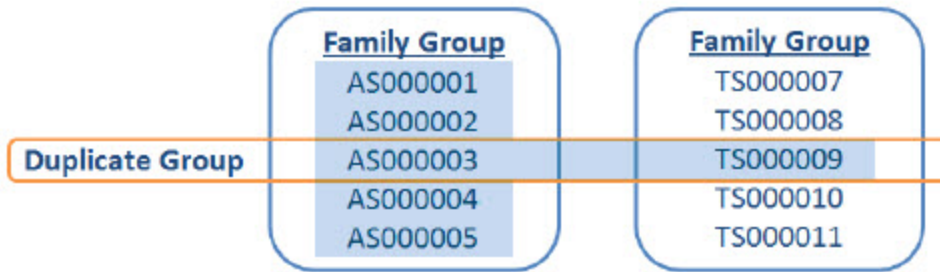 Family Group Family Group
AS000001 TS000007
AS000002 TS000008
Duplicate Group AS000003 TS000009
AS000004 TS000010
AS000005 TS000011